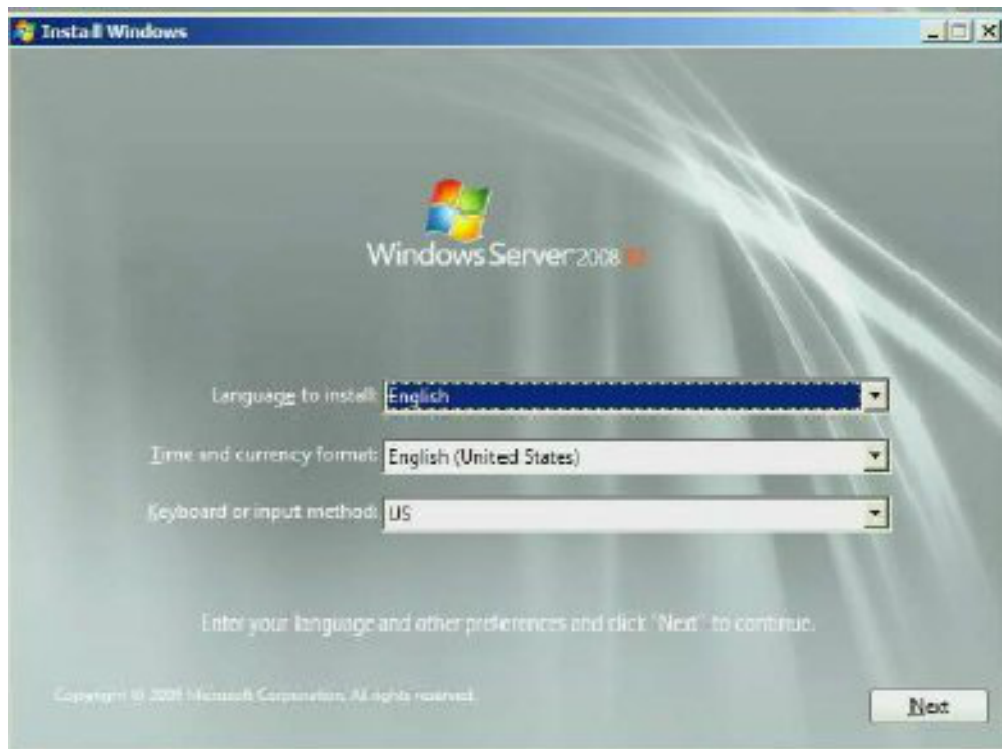 Install Windows
Windows Server 2008 R2
Language to install: English
Time and currency format: English (United States)
Keyboard or input method: US
Enter your language and other preferences and click "Next" to continue.
Copyright © 2009 Microsoft Corporation. All rights reserved.
Next